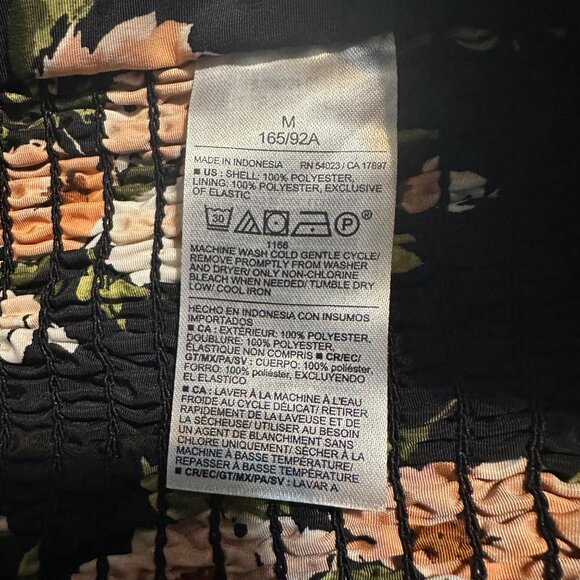 M
165/92A
MADE IN INDONESIA RN 54023 / CA 17897
■ US : SHELL: 100% POLYESTER,
LINING: 100% POLYESTER, EXCLUSIVE
OF ELASTIC
30 P ®
1166
MACHINE WASH COLD GENTLE CYCLE/
REMOVE PROMPTLY FROM WASHER
AND DRYER/ ONLY NON-CHLORINE
BLEACH WHEN NEEDED/ TUMBLE DRY
LOW/ COOL IRON
HECHO EN INDONESIA CON INSUMOS
IMPORTADOS
■ CA : EXTÉRIEUR: 100% POLYESTER,
DOUBLURE: 100% POLYESTER,
ÉLASTIQUE NON COMPRIS ■ CR/EC/
GT/MX/PA/SV : CUERPO: 100% poliéster,
FORRO: 100% poliéster, EXCLUYENDO
EL ELASTICO
■ CA : LAVER À LA MACHINE À L'EAU
FROIDE AU CYCLE DÉLICAT/ RETIRER
RAPIDEMENT DE LA LAVEUSE ET DE
LA SÉCHEUSE/ UTILISER AU BESOIN
UN AGENT DE BLANCHIMENT SANS
CHLORE UNIQUEMENT/ SÉCHER À LA
MACHINE À BASSE TEMPÉRATURE/
REPASSER À BASSE TEMPÉRATURE
■ CR/EC/GT/MX/PA/SV : LAVAR A